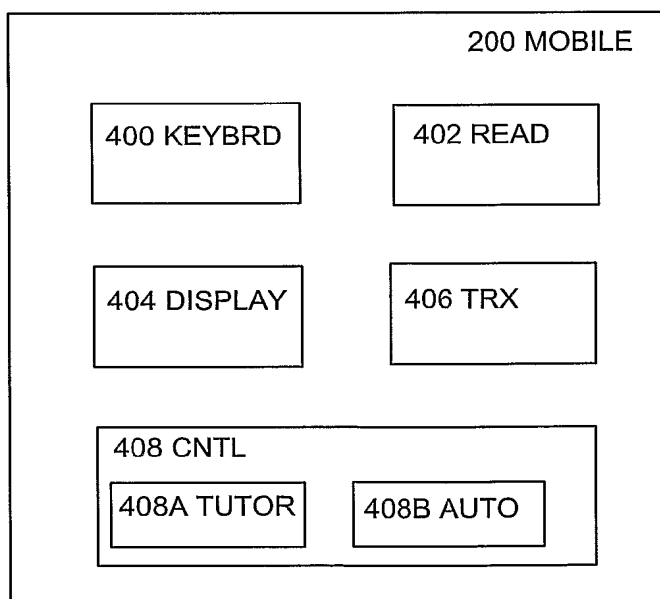 200 MOBILE
400 KEYBRD
402 READ
404 DISPLAY
406 TRX
408 CNTL
408A TUTOR
408B AUTO